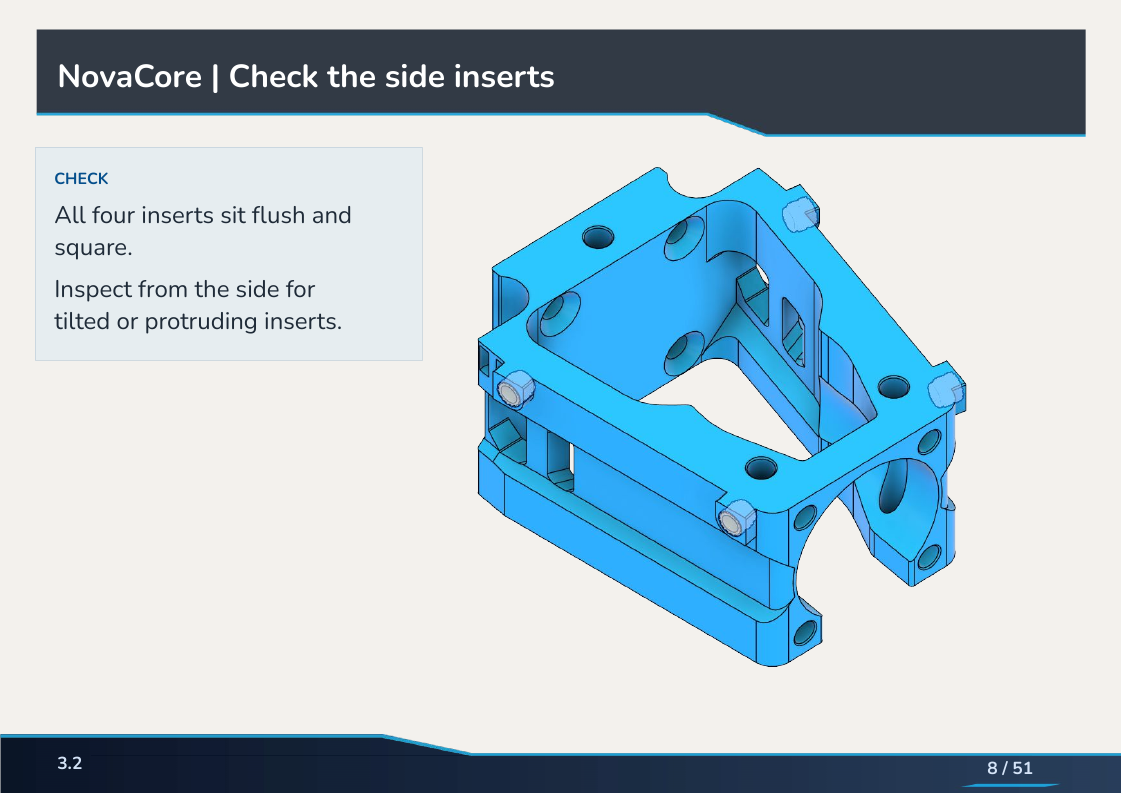 NovaCore | Check the side inserts
CHECK
All four inserts sit flush and
square.
Inspect from the side for
tilted or protruding inserts.
3.2
8 / 51